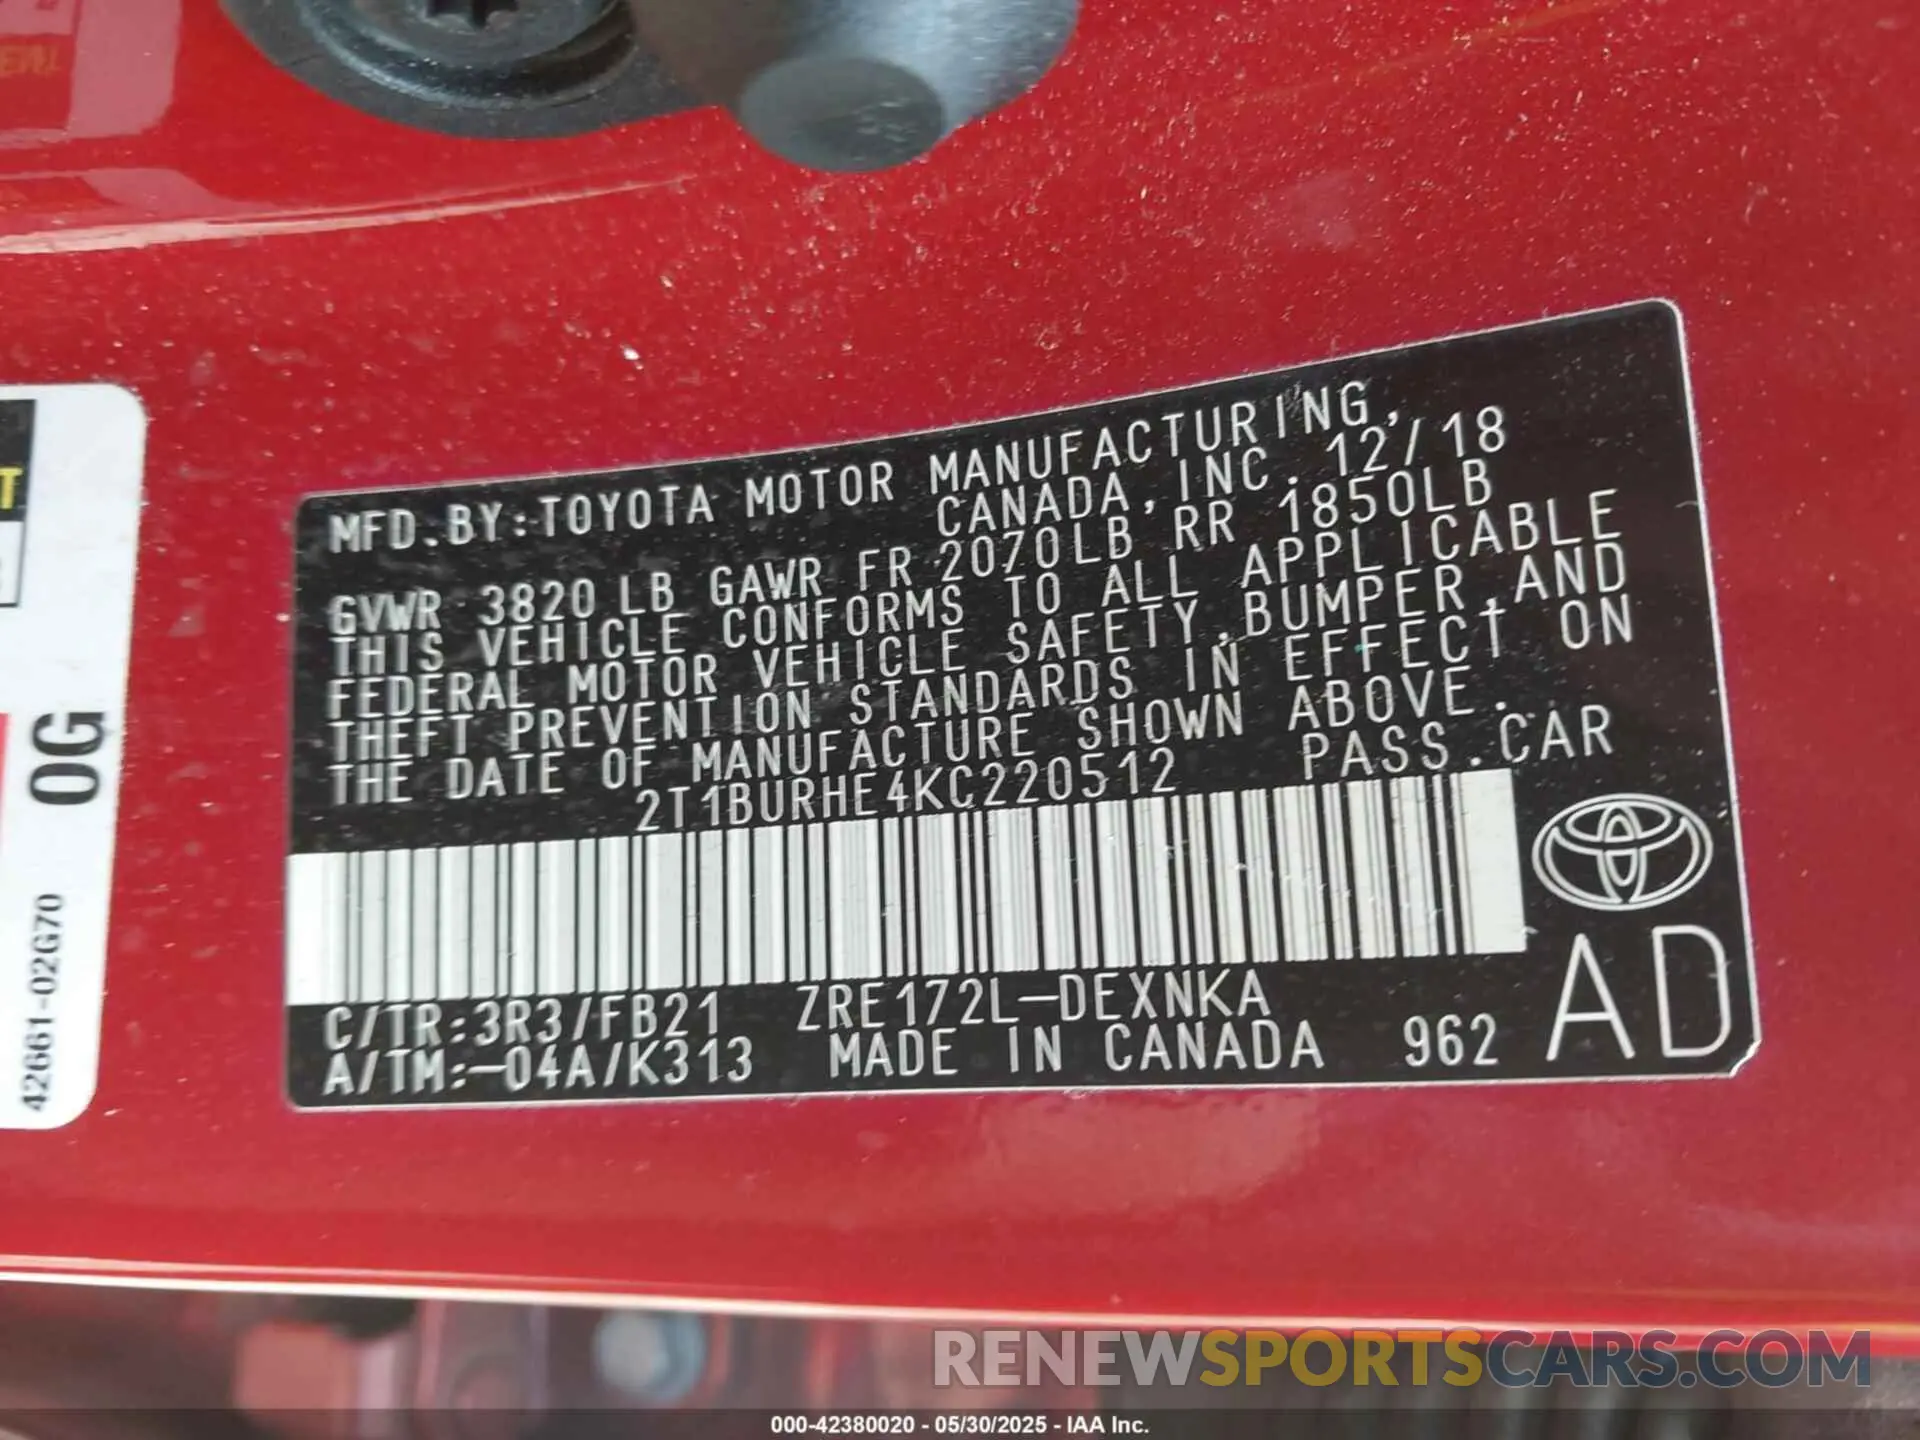 MFD.BY:TOYOTA MOTOR MANUFACTURING,
CANADA,INC. 12/18
GVWR 3820 LB GAWR FR 2070LB RR 1850LB
THIS VEHICLE CONFORMS TO ALL APPLICABLE
FEDERAL MOTOR VEHICLE SAFETY,BUMPER,AND
THEFT PREVENTION STANDARDS IN EFFECT ON
THE DATE OF MANUFACTURE SHOWN ABOVE.
2T1BURHE4KC220512 PASS.CAR
C/TR:3R3/FB21 ZRE172L-DEXNKA
A/TM:-04A/K313 MADE IN CANADA 962 AD
T
0G
42661-02G70
RENEWSPORTSCARS.COM
000-42380020 - 05/30/2025 - IAA Inc.